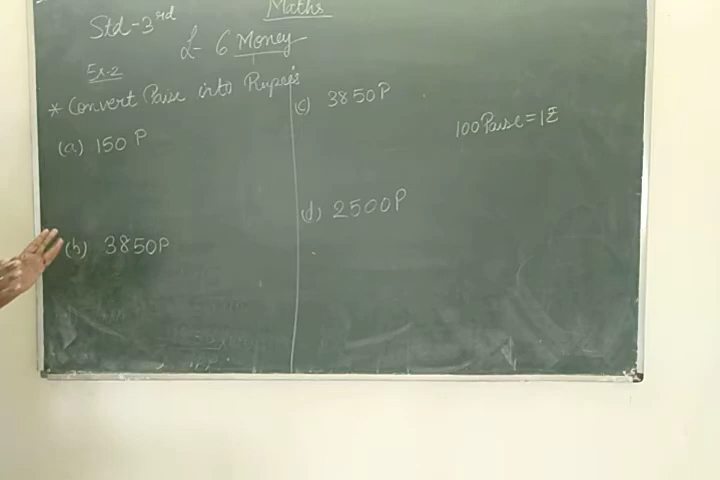 Maths
Std-3rd
L- 6 Money
Ex-2
* Convert Paise into Rupees
(a) 150 P
(b) 3850P
(c) 3850P
(d) 2500P
100 Paise = 1₹